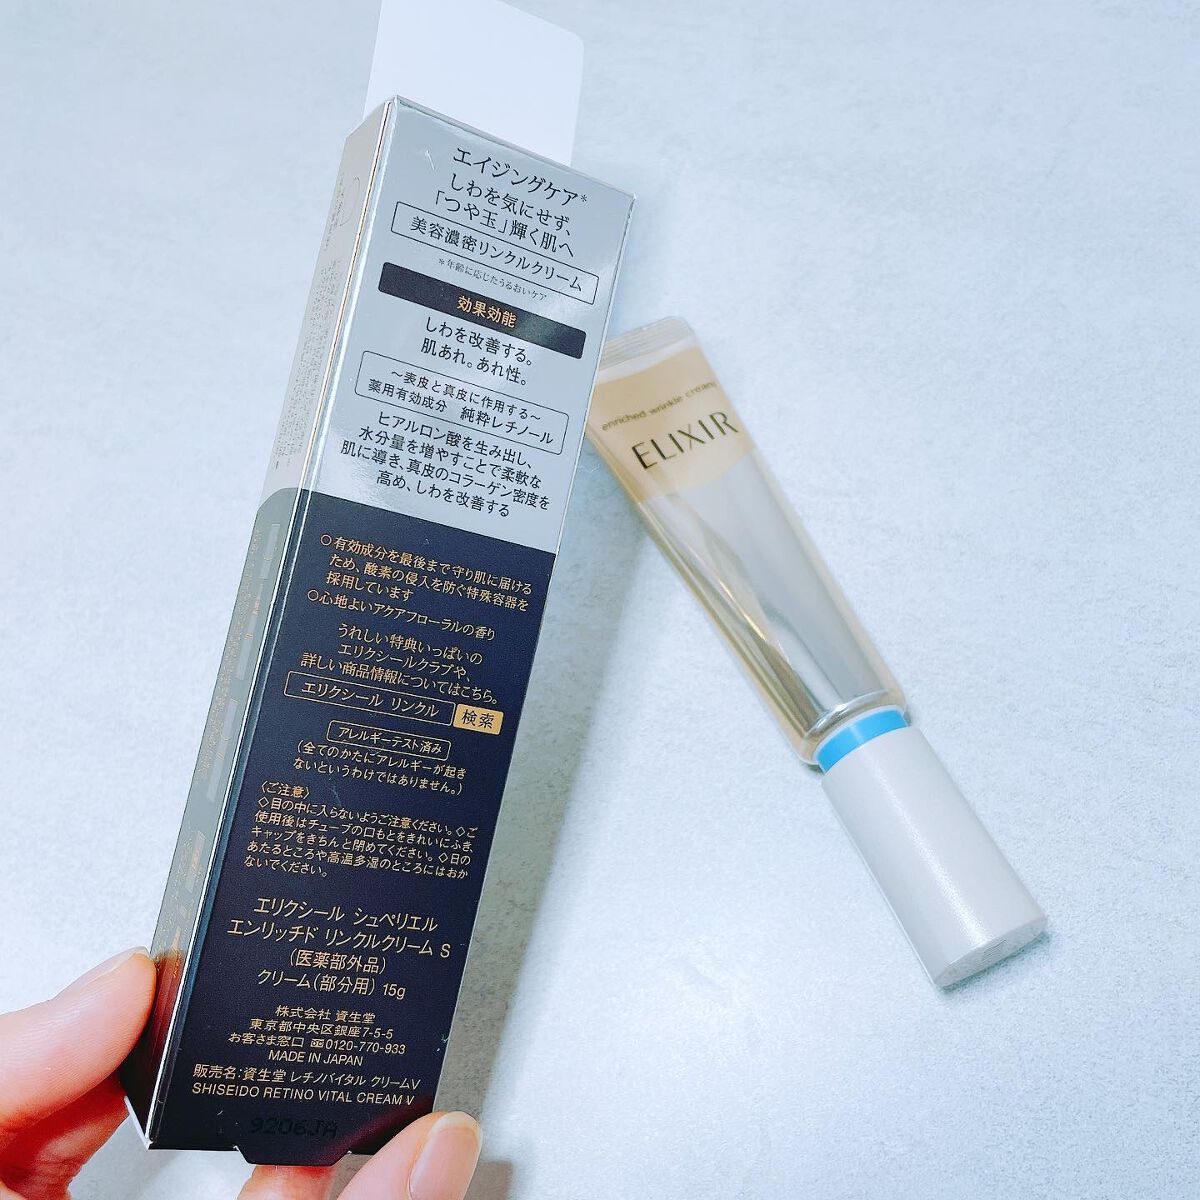 エイジングケア*
しわを気にせず、
「つや玉」輝く肌へ
美容濃密リンクルクリーム
*年齢に応じたうるおいケア
効果効能
しわを改善する。
肌あれ。あれ性。
～表皮と真皮に作用する～
薬用有効成分 純粋レチノール
ヒアルロン酸を生み出し、
水分量を増やすことで柔軟な
肌に導き、真皮のコラーゲン密度を
高め、しわを改善する
○有効成分を最後まで守り肌に届ける
ため、酸素の侵入を防ぐ特殊容器を
採用しています
○心地よいアクアフローラルの香り
うれしい特典いっぱいの
エリクシールクラブや、
詳しい商品情報についてはこちら。
エリクシール リンクル 検索
アレルギーテスト済み
(全てのかたにアレルギーが起き
ないというわけではありません。)
〈ご注意〉
◇目の中に入らないようご注意ください。◇ご
使用後はチューブの口もとをきれいにふき、
キャップをきちんと閉めてください。◇日の
あたるところや高温多湿のところにはおか
ないでください。
エリクシール シュペリエル
エンリッチド リンクルクリーム S
(医薬部外品)
クリーム(部分用) 15g
株式会社 資生堂
東京都中央区銀座7-5-5
お客さま窓口 0120-770-933
MADE IN JAPAN
販売名：資生堂 レチノバイタル クリームV
SHISEIDO RETINO VITAL CREAM V
9206JA
enriched wrinkle cream
ELIXIR